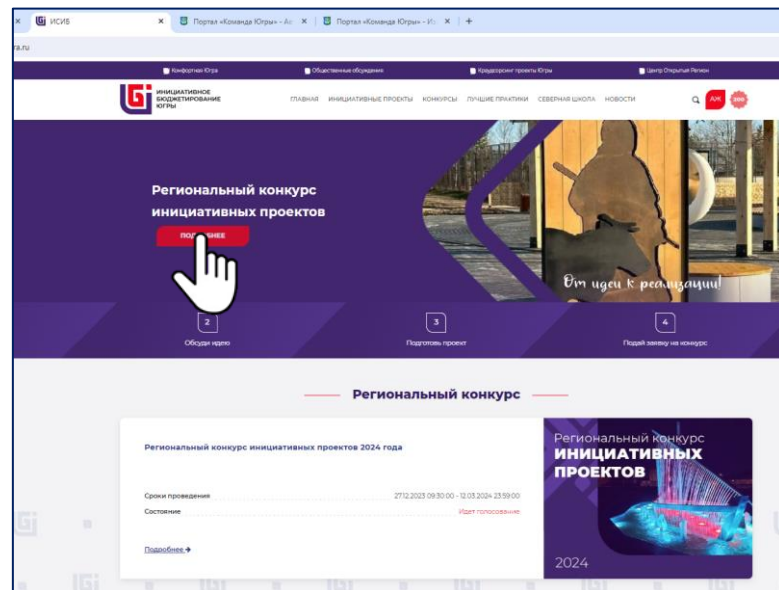 ИСИБ
Портал «Команда Югры» -
Портал «Команда Югры» -
ra.ru
Комфортная Югра
Общественные обсуждения
Краудсорсинг проекты Югры
Центр Открытый Регион
ИНИЦИАТИВНОЕ
БЮДЖЕТИРОВАНИЕ
ЮГРЫ
ГЛАВНАЯ ИНИЦИАТИВНЫЕ ПРОЕКТЫ КОНКУРСЫ ЛУЧШИЕ ПРАКТИКИ СЕВЕРНАЯ ШКОЛА НОВОСТИ
АЖ
Региональный конкурс
инициативных проектов
От идеи к реализации!
2
Обсуди идею
3
Подготовь проект
4
Подай заявку на конкурс
Региональный конкурс
Региональный конкурс инициативных проектов 2024 года
Сроки проведения 27.12.2023 09:30:00 - 12.03.2024 23:59:00
Состояние Идет голосование
Подробнее →
Региональный конкурс
ИНИЦИАТИВНЫХ
ПРОЕКТОВ
2024